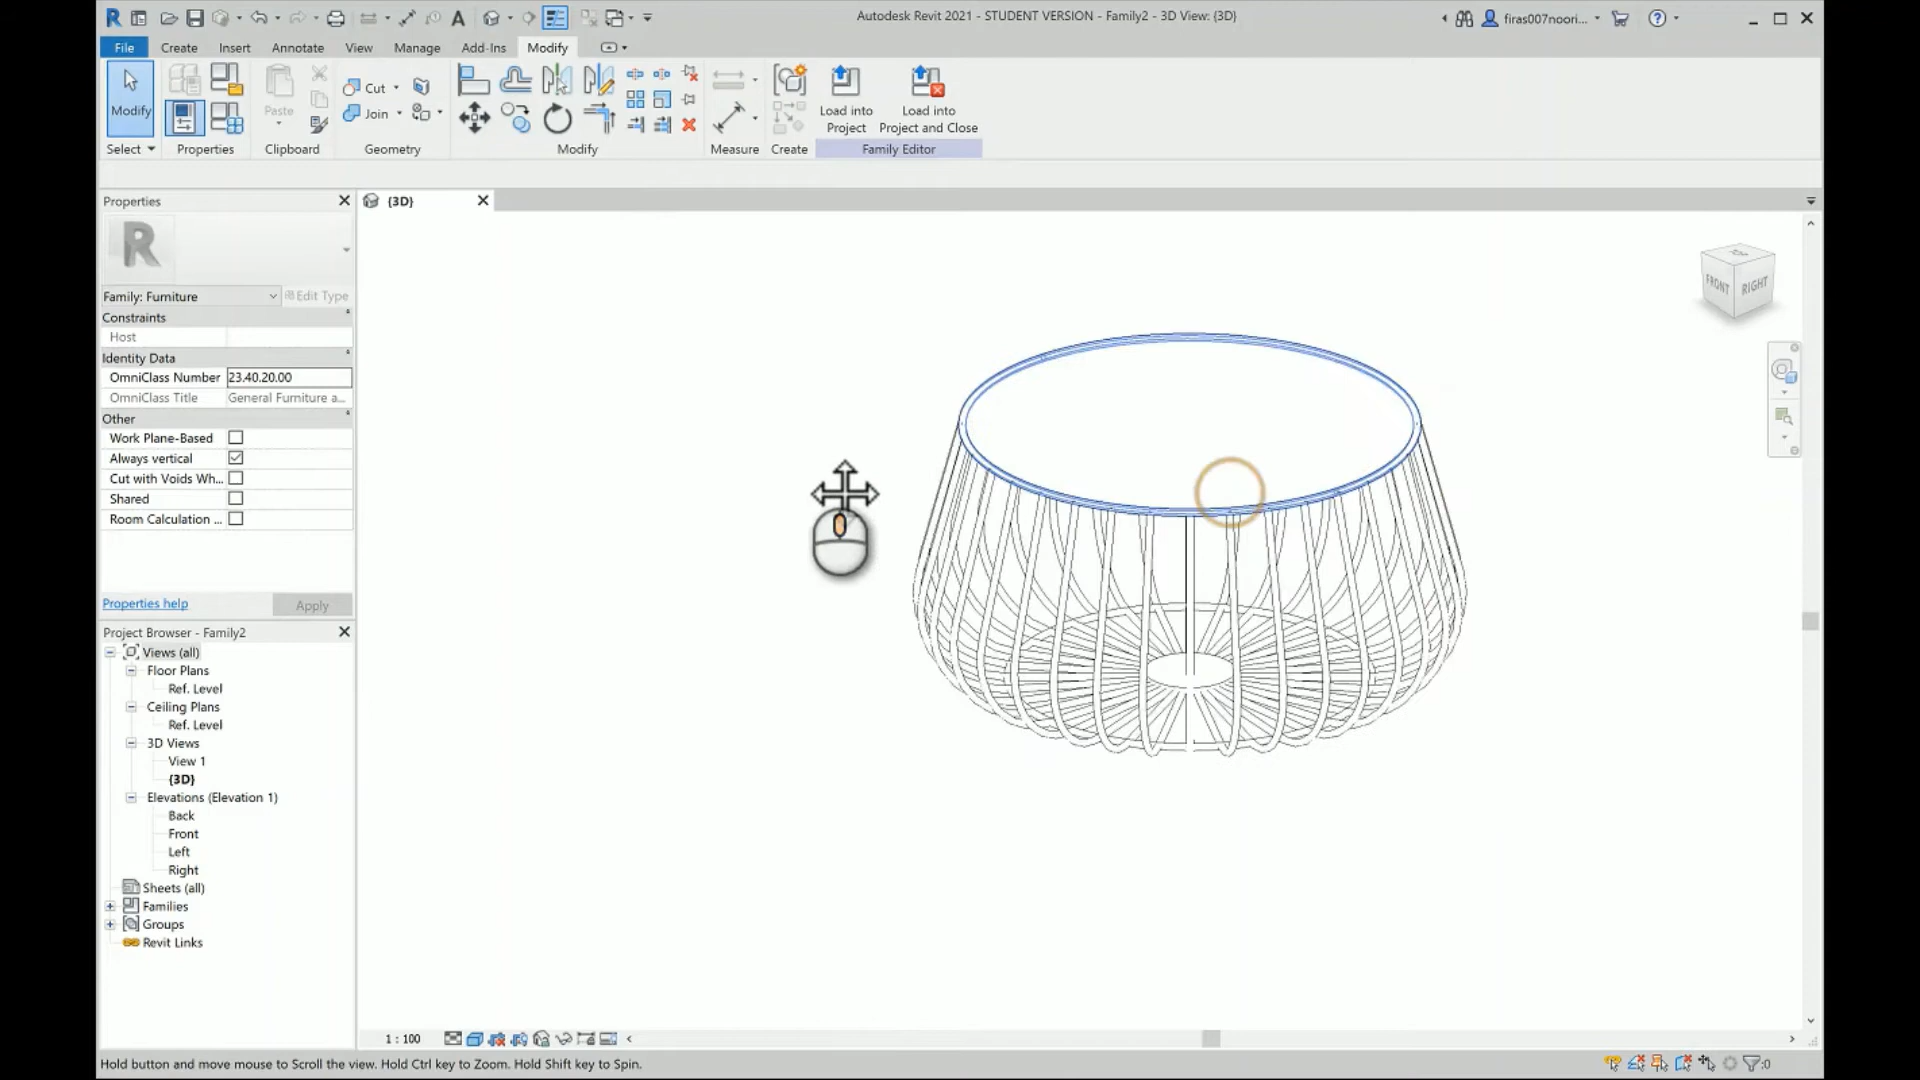 Autodesk Revit 2021 - STUDENT VERSION - Family2 - 3D View: {3D}
firas007noori...
File Create Insert Annotate View Manage Add-Ins Modify
Modify
Paste
Cut
Join
Load into Project
Load into Project and Close
Select Properties Clipboard Geometry Modify Measure Create Family Editor
Properties
{3D}
R
Family: Furniture
Edit Type
Constraints
Host
Identity Data
OmniClass Number 23.40.20.00
OmniClass Title General Furniture a...
Other
Work Plane-Based
Always vertical
Cut with Voids Wh...
Shared
Room Calculation ...
Properties help
Apply
Project Browser - Family2
Views (all)
Floor Plans
Ref. Level
Ceiling Plans
Ref. Level
3D Views
View 1
{3D}
Elevations (Elevation 1)
Back
Front
Left
Right
Sheets (all)
Families
Groups
Revit Links
TOP
FRONT
RIGHT
1 : 100
Hold button and move mouse to Scroll the view. Hold Ctrl key to Zoom. Hold Shift key to Spin.
:0